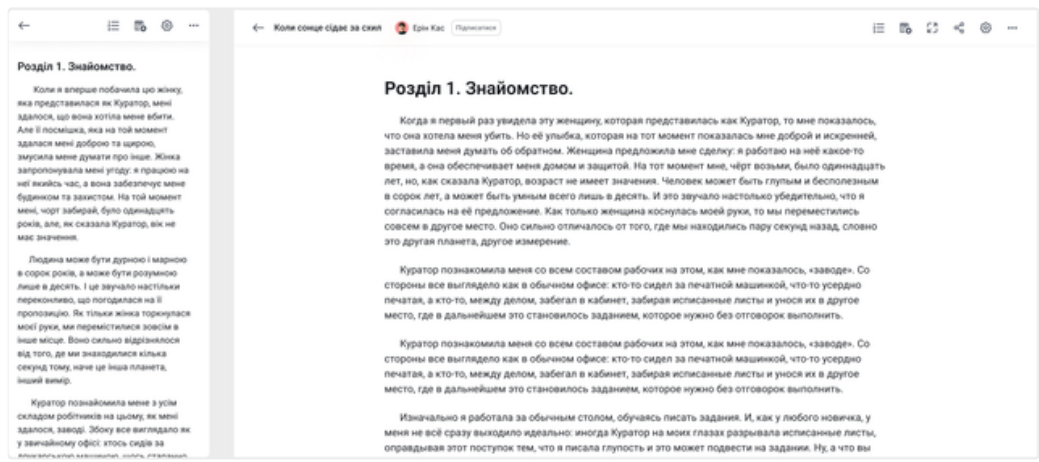 Розділ 1. Знайомство.
Коли я вперше побачила цю жінку,
яка представилася як Куратор, мені
здалося, що вона хотіла мене вбити.
Але її посмішка, яка на той момент
здалася мені доброю та щирою,
змусила мене думати про інше. Жінка
запропонувала мені угоду: я працюю на
неї якийсь час, а вона забезпечує мене
будинком та захистом. На той момент
мені, чорт забирай, було одинадцять
років, але, як сказала Куратор, вік не
має значення.
Людина може бути дурною і марною
в сорок років, а може бути розумною
лише в десять. І це звучало настільки
переконливо, що погодилася на її
пропозицію. Як тільки жінка торкнулася
моєї руки, ми перемістилися зовсім в
інше місце. Воно сильно відрізнялося
від того, де ми знаходилися кілька
секунд тому, наче це інша планета,
інший вимір.
Куратор познайомила мене з усім
складом робітників на цьому, як мені
здалося, заводі. Збоку все виглядало як
у звичайному офісі: хтось сидів за
друкарською машиною, щось старанно
Коли сонце сідає за схил Ерін Кас Підписатися
Розділ 1. Знайомство.
Когда я первый раз увидела эту женщину, которая представилась как Куратор, то мне показалось,
что она хотела меня убить. Но её улыбка, которая на тот момент показалась мне доброй и искренней,
заставила меня думать об обратном. Женщина предложила мне сделку: я работаю на неё какое-то
время, а она обеспечивает меня домом и защитой. На тот момент мне, чёрт возьми, было одиннадцать
лет, но, как сказала Куратор, возраст не имеет значения. Человек может быть глупым и бесполезным
в сорок лет, а может быть умным всего лишь в десять. И это звучало настолько убедительно, что я
согласилась на её предложение. Как только женщина коснулась моей руки, то мы переместились
совсем в другое место. Оно сильно отличалось от того, где мы находились пару секунд назад, словно
это другая планета, другое измерение.
Куратор познакомила меня со всем составом рабочих на этом, как мне показалось, «заводе». Со
стороны все выглядело как в обычном офисе: кто-то сидел за печатной машинкой, что-то усердно
печатая, а кто-то, между делом, забегал в кабинет, забирая исписанные листы и унося их в другое
место, где в дальнейшем это становилось заданием, которое нужно без отговорок выполнить.
Куратор познакомила меня со всем составом рабочих на этом, как мне показалось, «заводе». Со
стороны все выглядело как в обычном офисе: кто-то сидел за печатной машинкой, что-то усердно
печатая, а кто-то, между делом, забегал в кабинет, забирая исписанные листы и унося их в другое
место, где в дальнейшем это становилось заданием, которое нужно без отговорок выполнить.
Изначально я работала за обычным столом, обучаясь писать задания. И, как у любого новичка, у
меня не всё сразу выходило идеально: иногда Куратор на моих глазах разрывала исписанные листы,
оправдывая этот поступок тем, что я писала глупость и это может подвести на задании. Ну, а что вы